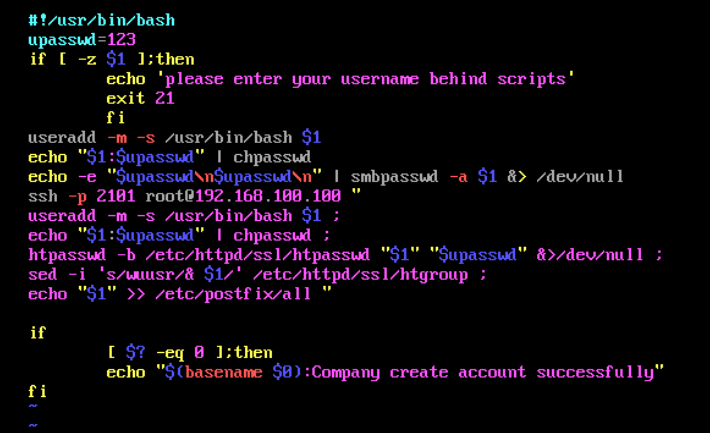 #!/usr/bin/bash
upasswd=123
if [ -z $1 ];then
echo 'please enter your username behind scripts'
exit 21
fi
useradd -m -s /usr/bin/bash $1
echo "$1:$upasswd" | chpasswd
echo -e "$upasswd\n$upasswd\n" | smbpasswd -a $1 &> /dev/null
ssh -p 2101 root@192.168.100.100 "
useradd -m -s /usr/bin/bash $1 ;
echo "$1:$upasswd" | chpasswd ;
htpasswd -b /etc/httpd/ssl/htpasswd "$1" "$upasswd" &>/dev/null ;
sed -i 's/wuusr/& $1/' /etc/httpd/ssl/htgroup ;
echo "$1" >> /etc/postfix/all "
if
[ $? -eq 0 ];then
echo "$(basename $0):Company create account successfully"
fi
~
~